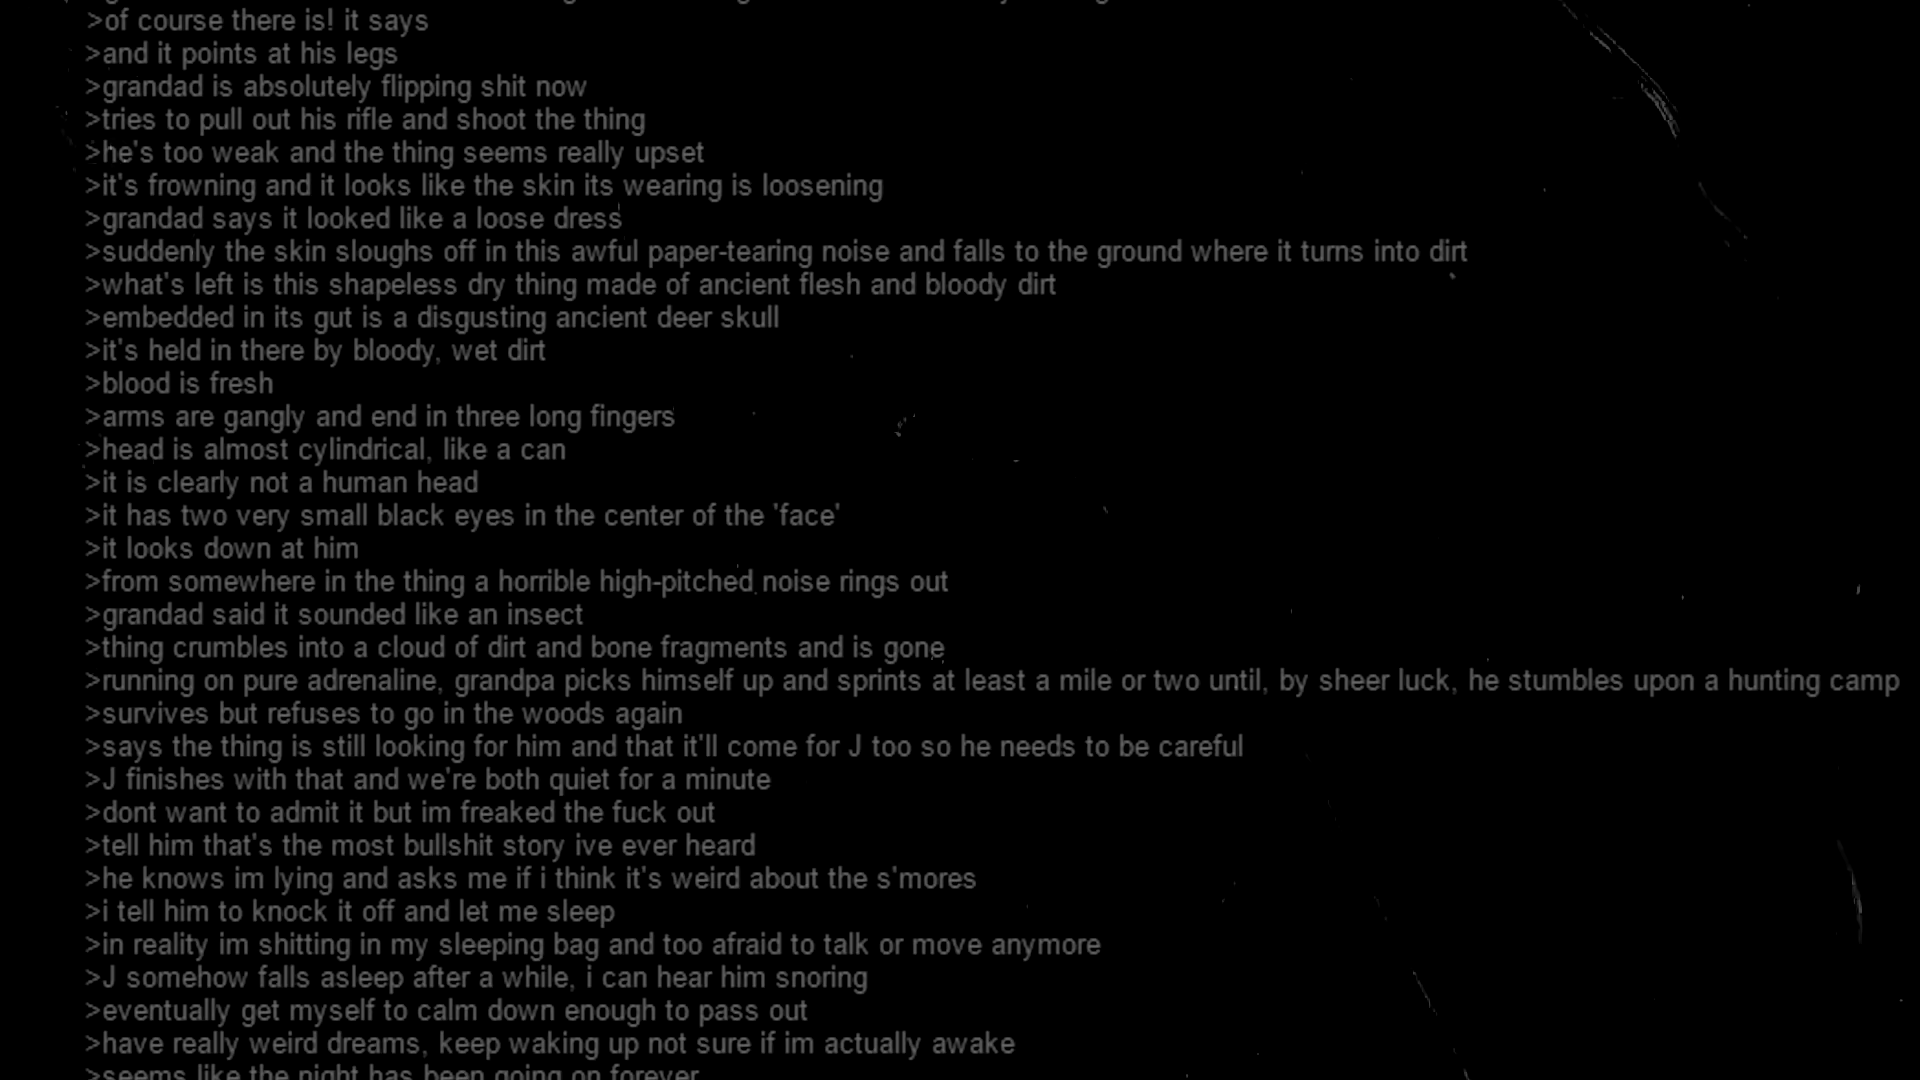 >of course there is! it says
>and it points at his legs
>grandad is absolutely flipping shit now
>tries to pull out his rifle and shoot the thing
>he's too weak and the thing seems really upset
>it's frowning and it looks like the skin its wearing is loosening
>grandad says it looked like a loose dress
>suddenly the skin sloughs off in this awful paper-tearing noise and falls to the ground where it turns into dirt
>what's left is this shapeless dry thing made of ancient flesh and bloody dirt
>embedded in its gut is a disgusting ancient deer skull
>it's held in there by bloody, wet dirt
>blood is fresh
>arms are gangly and end in three long fingers
>head is almost cylindrical, like a can
>it is clearly not a human head
>it has two very small black eyes in the center of the 'face'
>it looks down at him
>from somewhere in the thing a horrible high-pitched noise rings out
>grandad said it sounded like an insect
>thing crumbles into a cloud of dirt and bone fragments and is gone
>running on pure adrenaline, grandpa picks himself up and sprints at least a mile or two until, by sheer luck, he stumbles upon a hunting camp
>survives but refuses to go in the woods again
>says the thing is still looking for him and that it'll come for J too so he needs to be careful
>J finishes with that and we're both quiet for a minute
>dont want to admit it but im freaked the fuck out
>tell him that's the most bullshit story ive ever heard
>he knows im lying and asks me if i think it's weird about the s'mores
>i tell him to knock it off and let me sleep
>in reality im shitting in my sleeping bag and too afraid to talk or move anymore
>J somehow falls asleep after a while, i can hear him snoring
>eventually get myself to calm down enough to pass out
>have really weird dreams, keep waking up not sure if im actually awake
>seems like the night has been going on forever